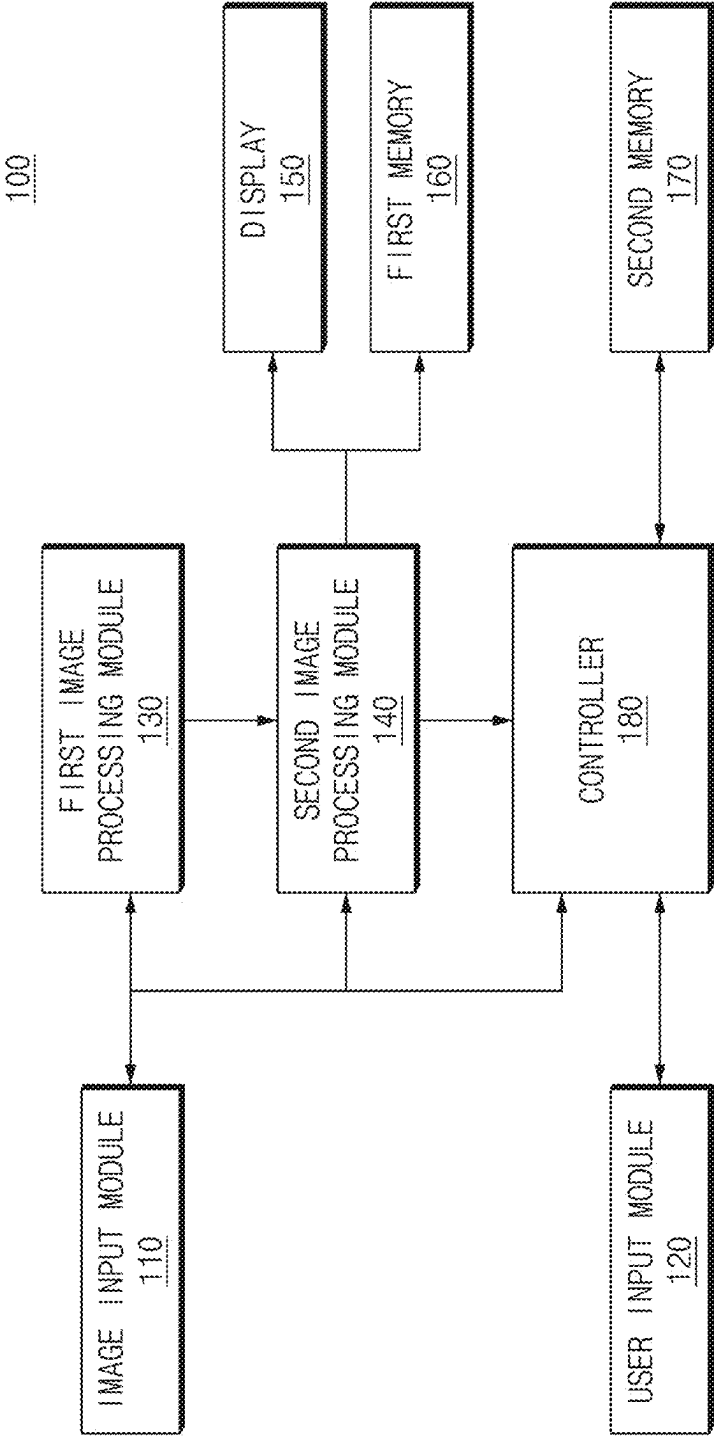 100
IMAGE INPUT MODULE
110
USER INPUT MODULE
120
FIRST IMAGE
PROCESSING MODULE
130
SECOND IMAGE
PROCESSING MODULE
140
CONTROLLER
180
DISPLAY
150
FIRST MEMORY
160
SECOND MEMORY
170